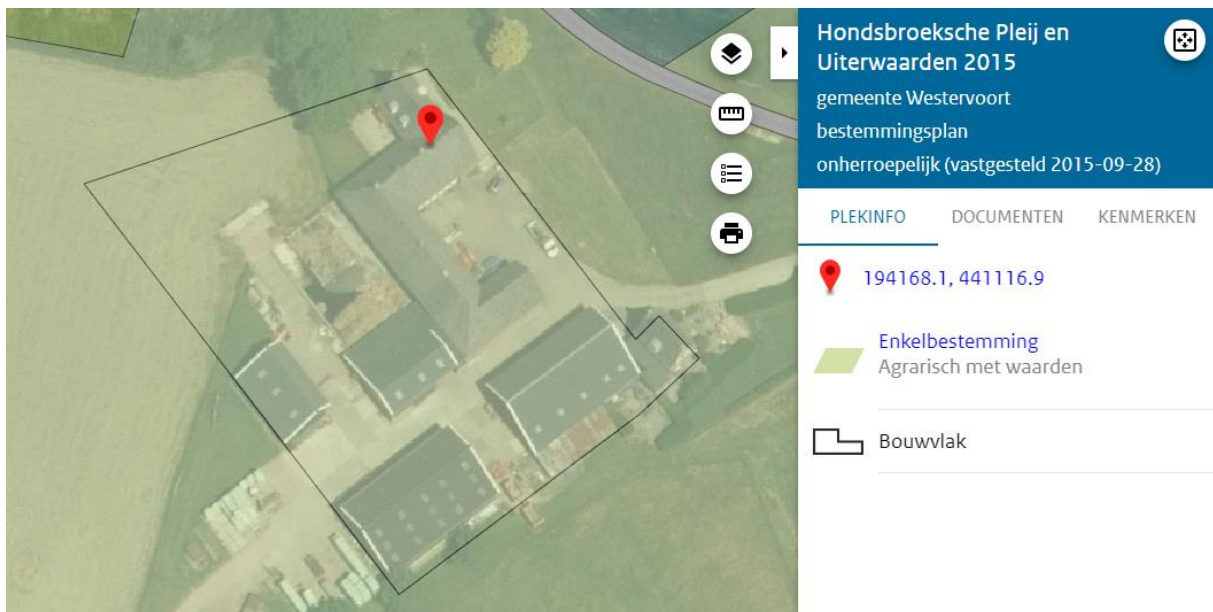 Hondsbroeksche Pleij en
Uiterwaarden 2015
gemeente Westervoort
bestemmingsplan
onherroepelijk (vastgesteld 2015-09-28)
PLEKINFO DOCUMENTEN KENMERKEN
194168.1, 441116.9
Enkelbestemming
Agrarisch met waarden
Bouwvlak